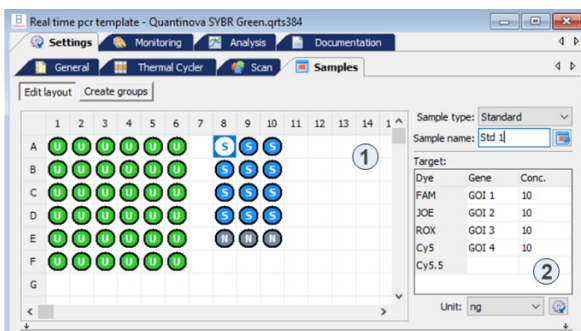 Real time pcr template - Quantinova SYBR Green.qrts384
Settings Monitoring Analysis Documentation
General Thermal Cycler Scan Samples
Edit layout Create groups
1 2 3 4 5 6 7 8 9 10 11 12 13 14 1
A U U U U U U S S S
B U U U U U U S S S
C U U U U U U S S S
D U U U U U U S S S
E U U U U U U N N N
F U U U U U U
G
1
Sample type: Standard
Sample name: Std 1
Target:
Dye Gene Conc.
FAM GOI 1 10
JOE GOI 2 10
ROX GOI 3 10
Cy5 GOI 4 10
Cy5.5
2
Unit: ng